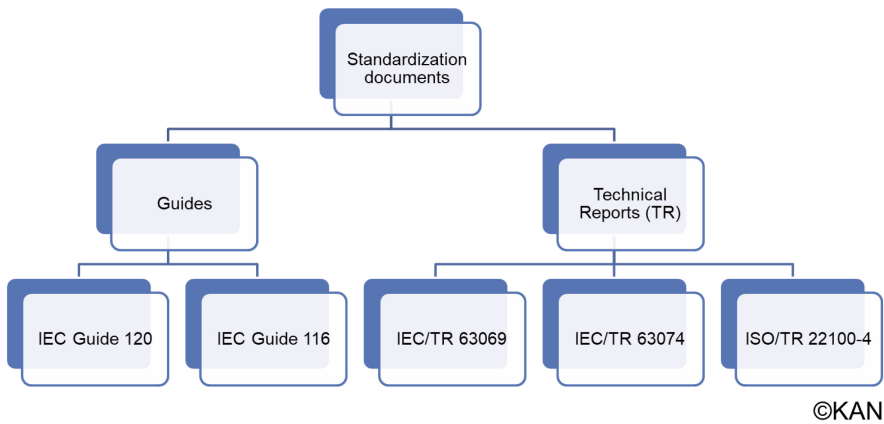 Standardization
documents
Guides
Technical
Reports (TR)
IEC Guide 120
IEC Guide 116
IEC/TR 63069
IEC/TR 63074
ISO/TR 22100-4
©KAN